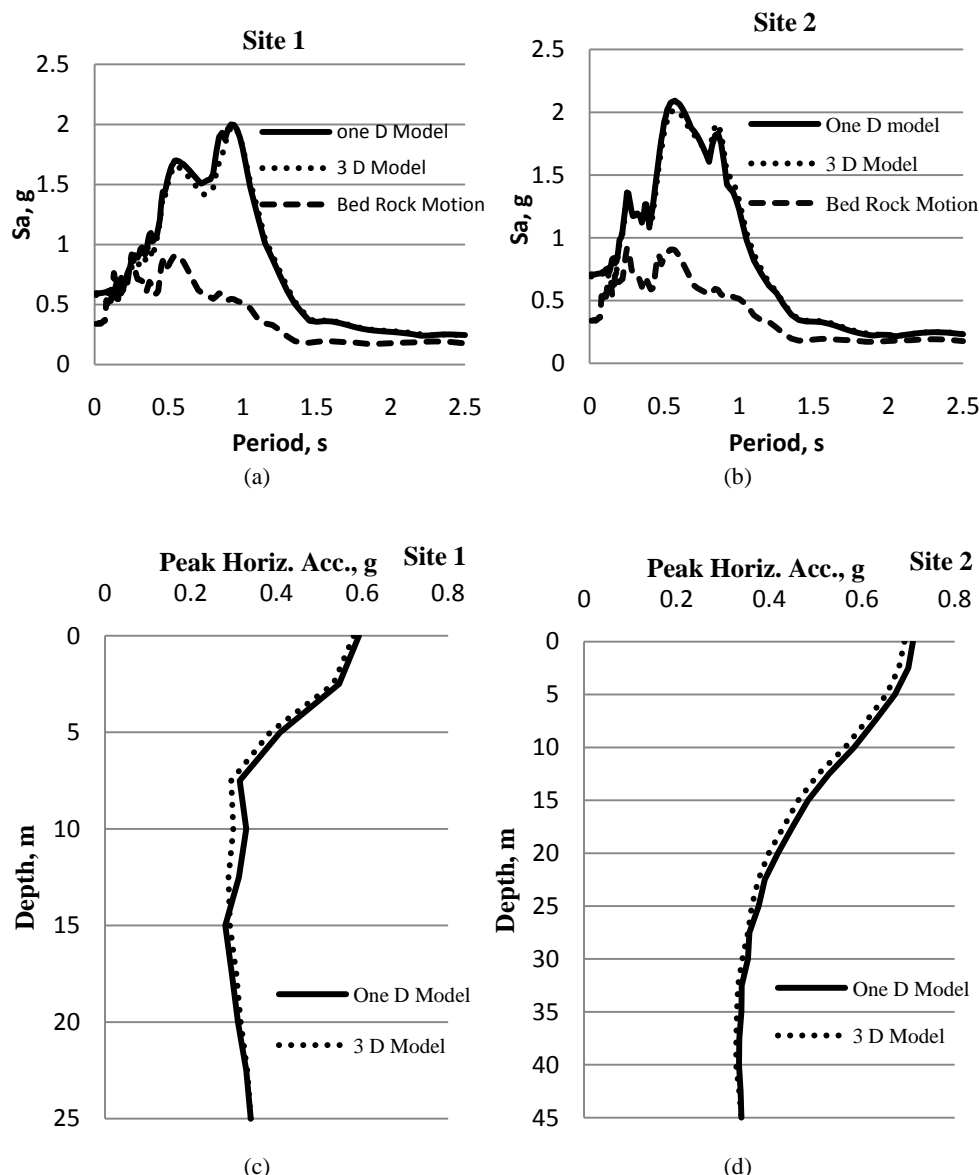 Site 1
2.5
2
1.5
1
0.5
0
Sa, g
one D Model
3 D Model
Bed Rock Motion
0 0.5 1 1.5 2 2.5
Period, s
(a)
Site 2
2.5
2
1.5
1
0.5
0
Sa, g
One D model
3 D Model
Bed Rock Motion
0 0.5 1 1.5 2 2.5
Period, s
(b)
Peak Horiz. Acc., g Site 1
0 0.2 0.4 0.6 0.8
0
5
10
15
20
25
Depth, m
One D Model
3 D Model
(c)
Peak Horiz. Acc., g Site 2
0 0.2 0.4 0.6 0.8
0
5
10
15
20
25
30
35
40
45
Depth, m
One D Model
3 D Model
(d)